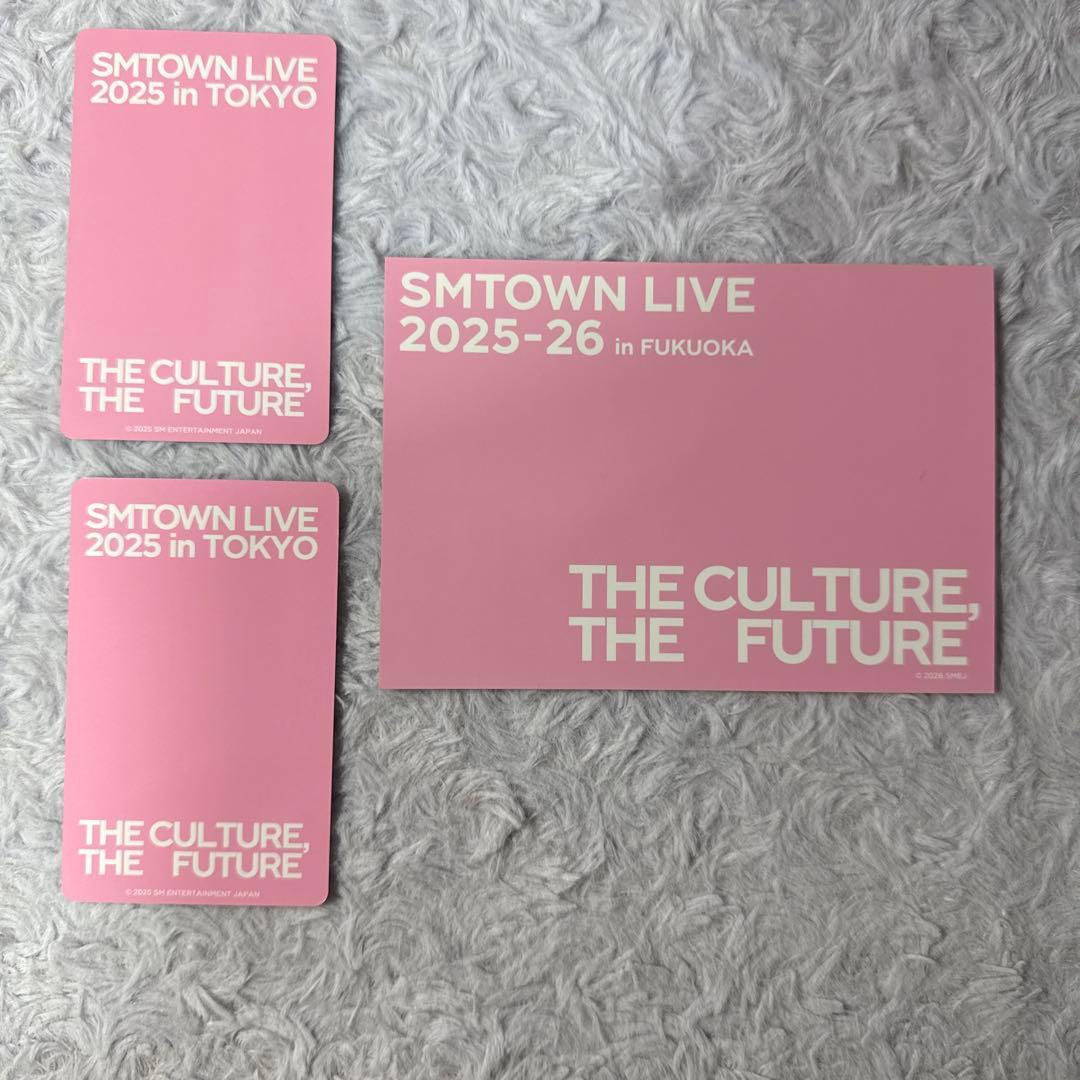 SMTOWN LIVE
2025 in TOKYO
THE CULTURE,
THE FUTURE
© 2025 SM ENTERTAINMENT JAPAN
SMTOWN LIVE
2025-26 in FUKUOKA
THE CULTURE,
THE FUTURE
© 2026 SMEJ
SMTOWN LIVE
2025 in TOKYO
THE CULTURE,
THE FUTURE
© 2025 SM ENTERTAINMENT JAPAN